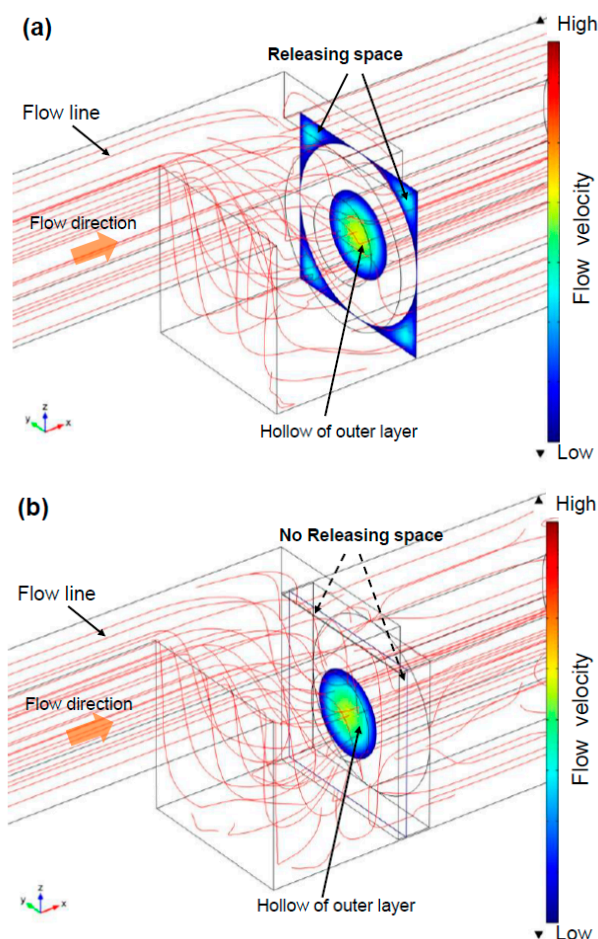 (a)
High
Releasing space
Flow line
Flow direction
Flow velocity
z
y
x
Hollow of outer layer
Low
(b)
High
No Releasing space
Flow line
Flow direction
Flow velocity
z
y
x
Hollow of outer layer
Low